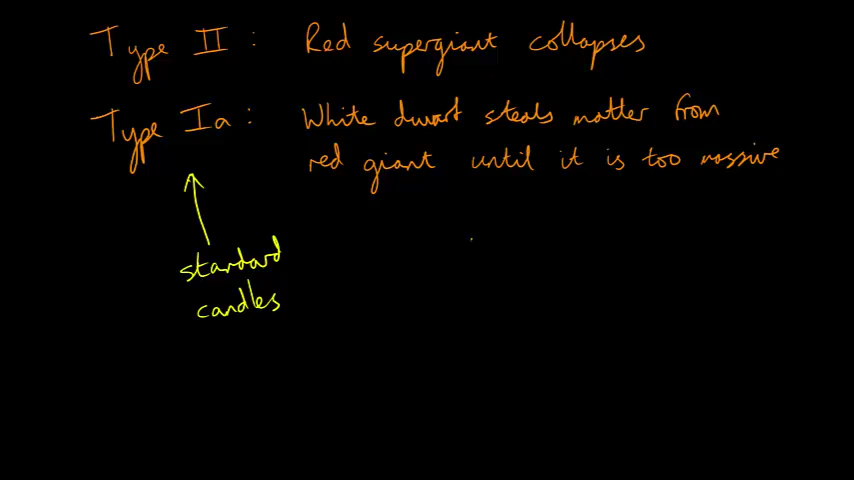 Type II : Red supergiant collapses
Type Ia : White dwarf steals matter from
red giant until it is too massive
standard
candles